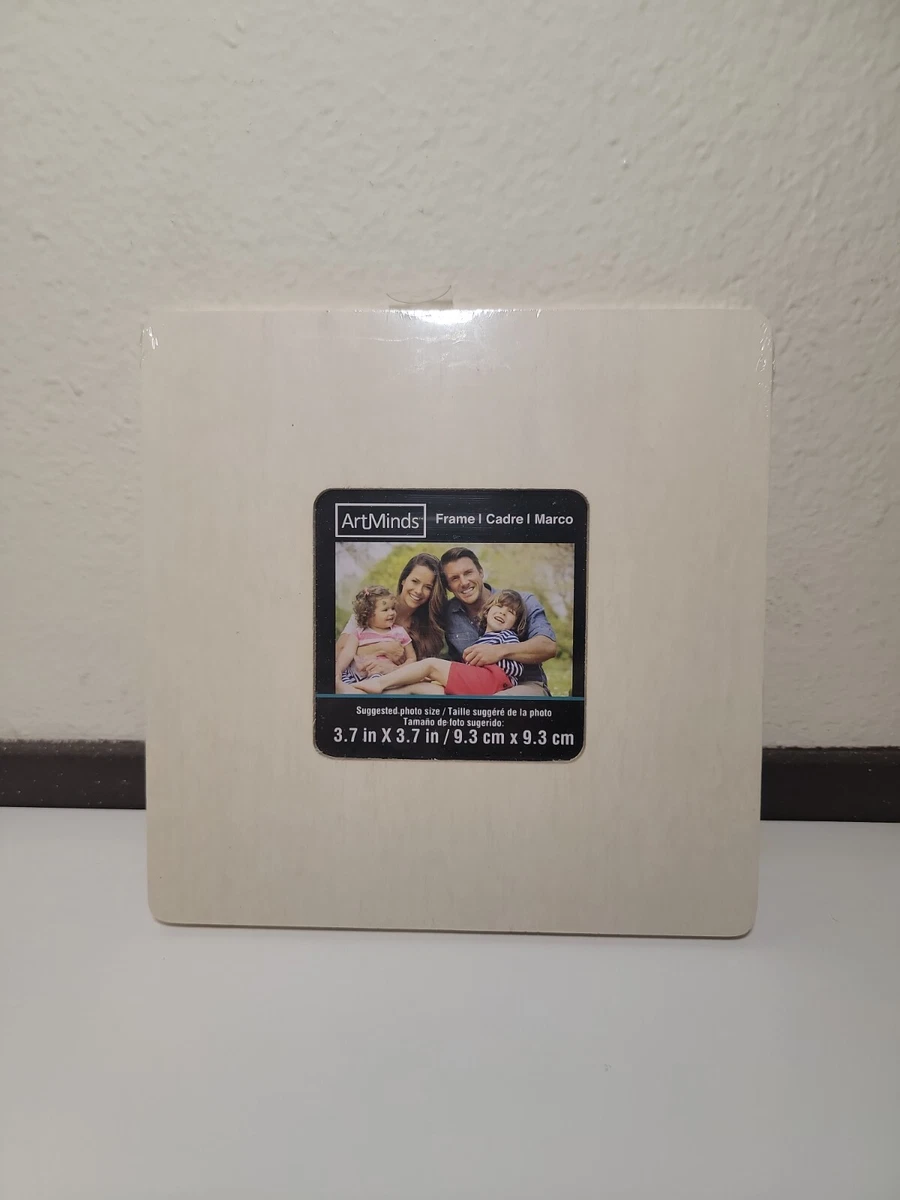 ArtMinds
Frame | Cadre | Marco
Suggested photo size / Taille suggéré de la photo
Tamaño de foto sugerido:
3.7 in X 3.7 in / 9.3 cm x 9.3 cm